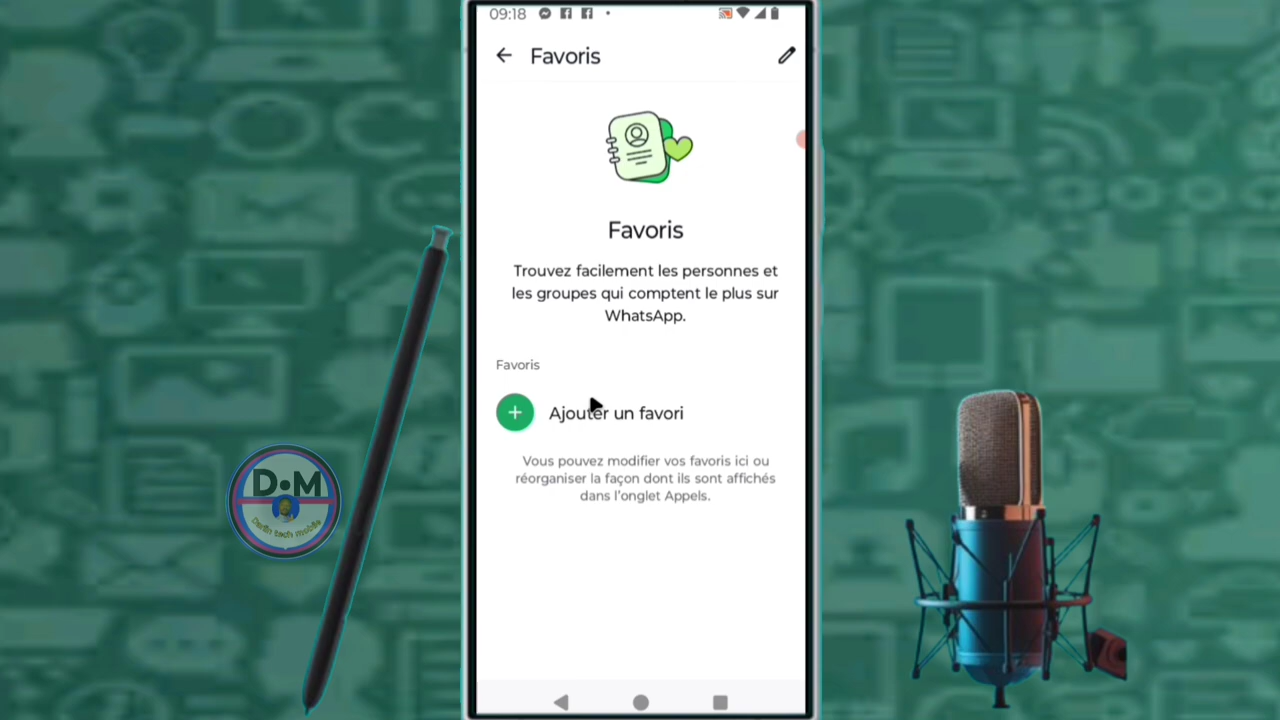 09:18
Favoris
Favoris
Trouvez facilement les personnes et
les groupes qui comptent le plus sur
WhatsApp.
Favoris
Ajouter un favori
Vous pouvez modifier vos favoris ici ou
réorganiser la façon dont ils sont affichés
dans l'onglet Appels.
D•M
tech mobile